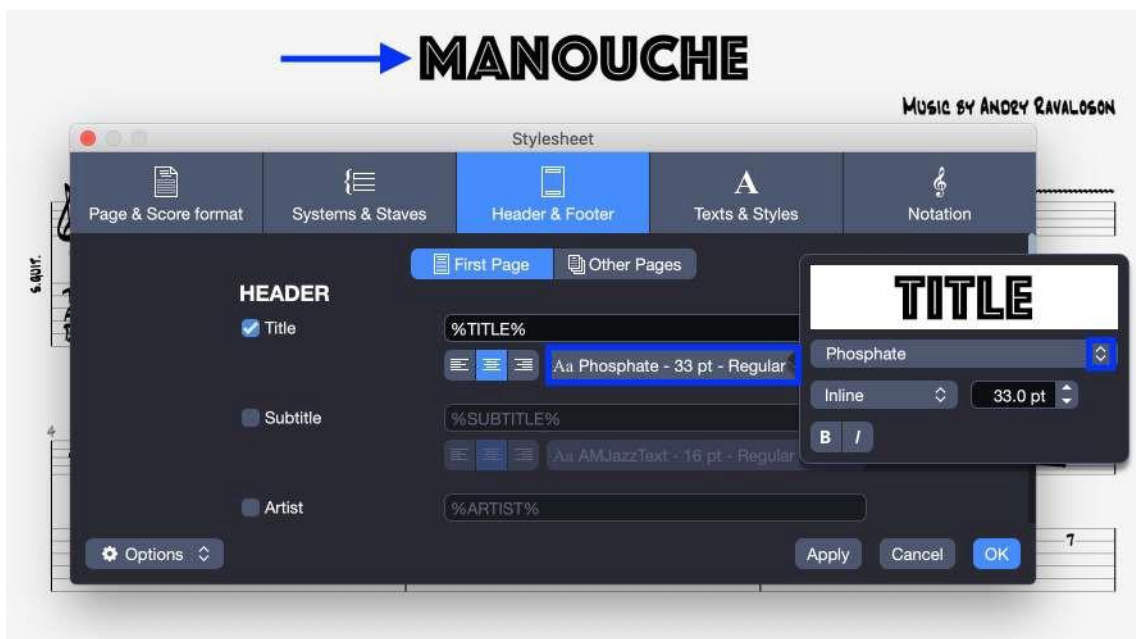 MANOUCHE
MUSIC BY ANDRY RAVALOSON
Stylesheet
Page & Score format
Systems & Staves
Header & Footer
Texts & Styles
Notation
S.GUIT.
First Page
Other Pages
HEADER
Title
%TITLE%
Aa Phosphate - 33 pt - Regular
TITLE
Phosphate
Inline
33.0 pt
B I
Subtitle
%SUBTITLE%
Aa AMJazzText - 16 pt - Regular
4
Artist
%ARTIST%
Options
Apply
Cancel
OK
7